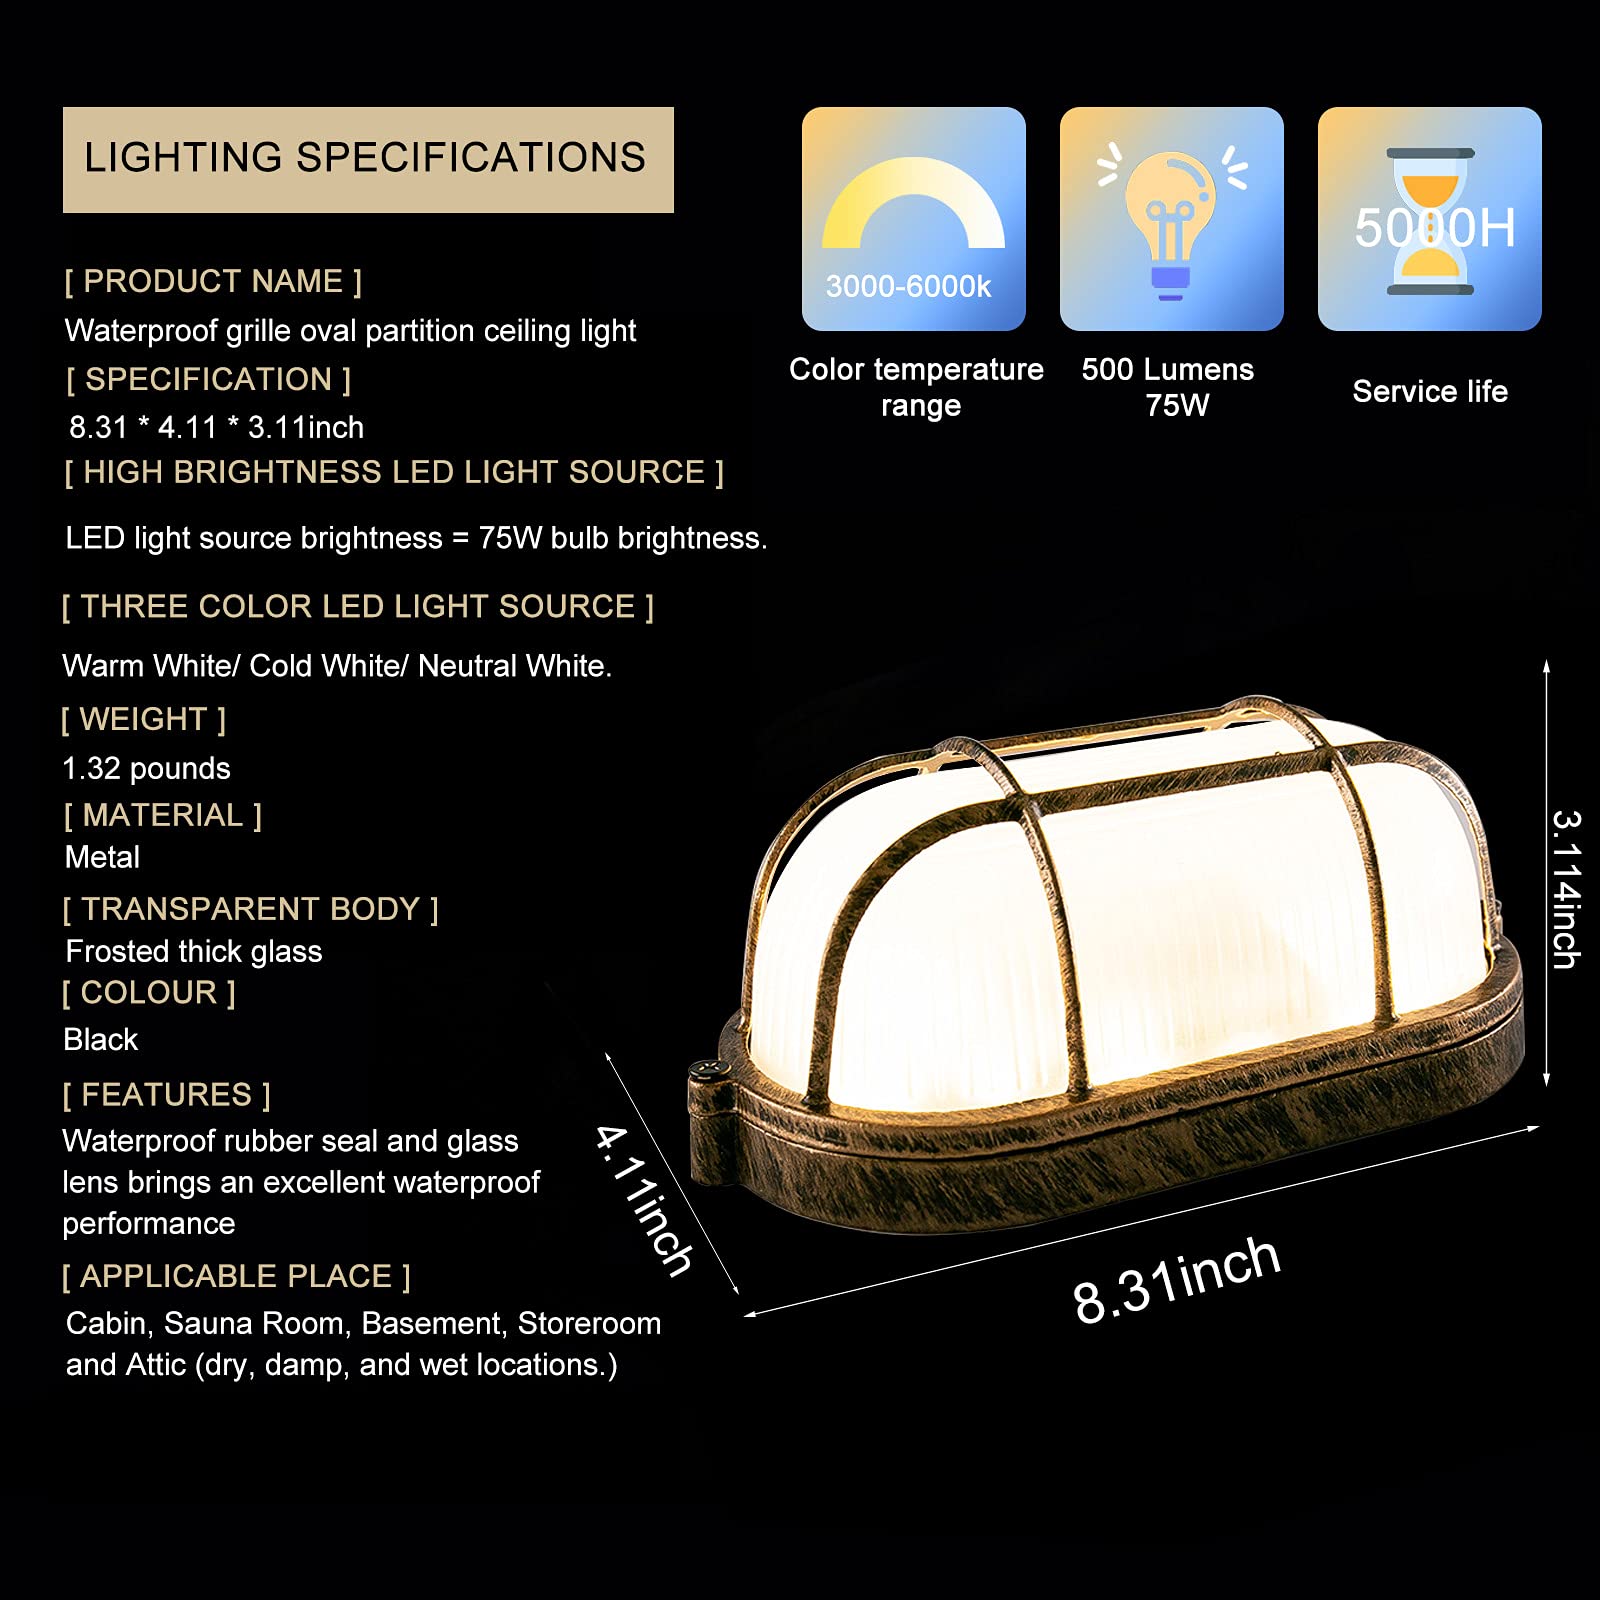 LIGHTING SPECIFICATIONS
[ PRODUCT NAME ]
Waterproof grille oval partition ceiling light
[ SPECIFICATION ]
8.31 * 4.11 * 3.11inch
[ HIGH BRIGHTNESS LED LIGHT SOURCE ]
LED light source brightness = 75W bulb brightness.
[ THREE COLOR LED LIGHT SOURCE ]
Warm White/ Cold White/ Neutral White.
[ WEIGHT ]
1.32 pounds
[ MATERIAL ]
Metal
[ TRANSPARENT BODY ]
Frosted thick glass
[ COLOUR ]
Black
[ FEATURES ]
Waterproof rubber seal and glass
lens brings an excellent waterproof
performance
[ APPLICABLE PLACE ]
Cabin, Sauna Room, Basement, Storeroom
and Attic (dry, damp, and wet locations.)
3000-6000k
Color temperature
range
500 Lumens
75W
5000H
Service life
3.114inch
4.11inch
8.31inch